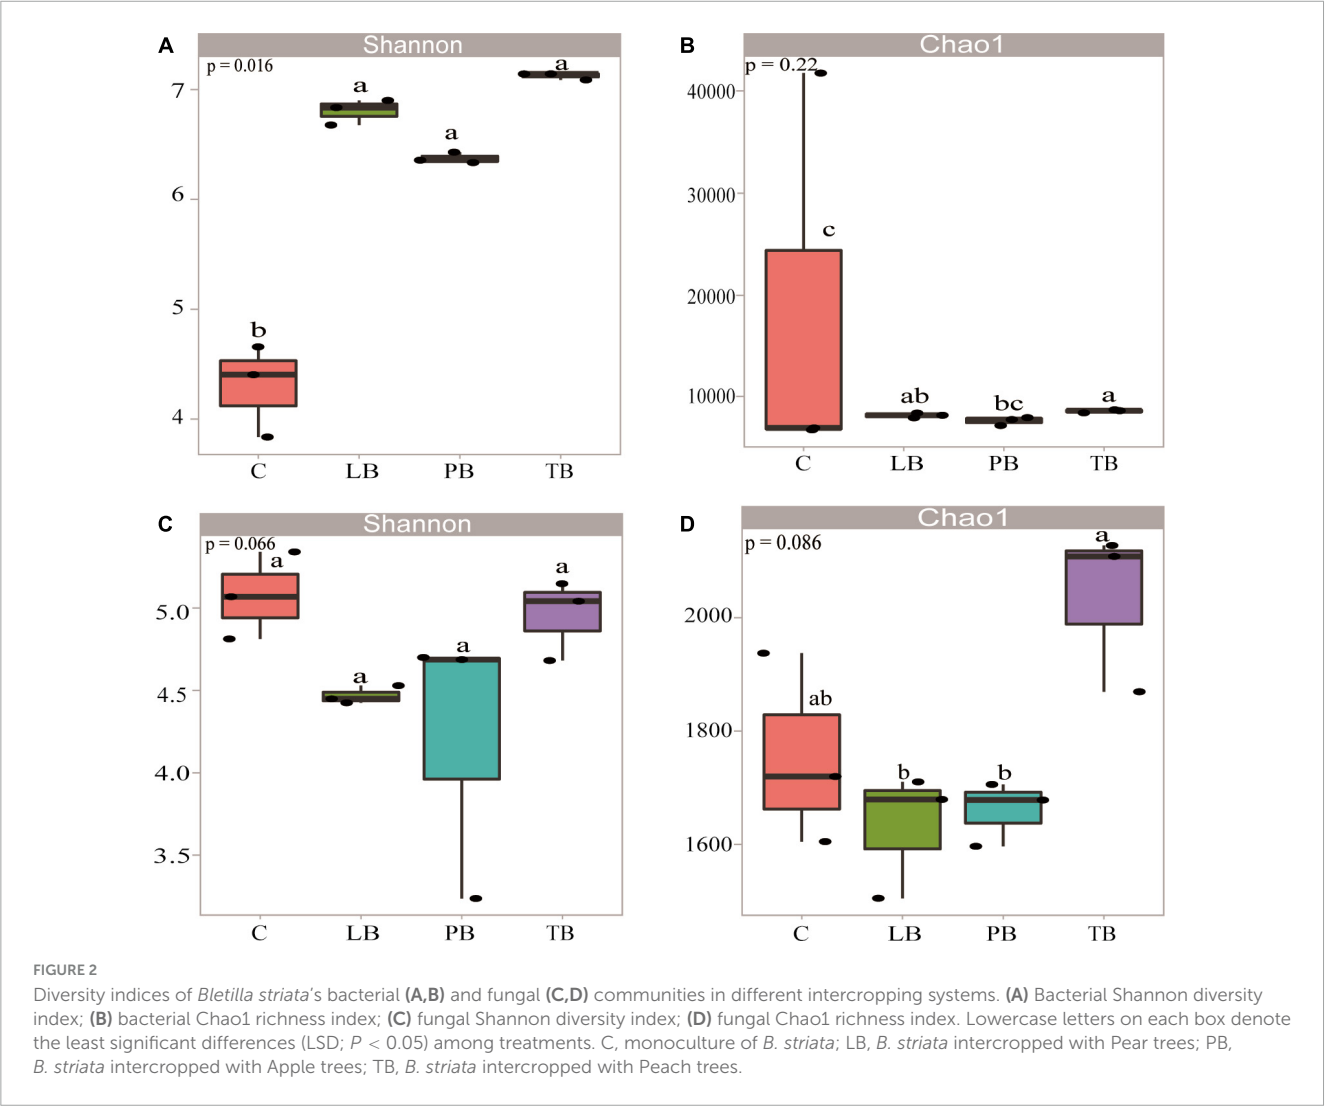 A
Shannon
p = 0.016
7
6
5
4
b
a
a
a
C
LB
PB
TB
B
Chao1
p = 0.22
40000
30000
20000
10000
c
ab
bc
a
C
LB
PB
TB
C
Shannon
p = 0.066
5.0
4.5
4.0
3.5
a
a
a
a
C
LB
PB
TB
D
Chao1
p = 0.086
2000
1800
1600
ab
b
b
a
C
LB
PB
TB
FIGURE 2
Diversity indices of Bletilla striata's bacterial (A,B) and fungal (C,D) communities in different intercropping systems. (A) Bacterial Shannon diversity
index; (B) bacterial Chao1 richness index; (C) fungal Shannon diversity index; (D) fungal Chao1 richness index. Lowercase letters on each box denote
the least significant differences (LSD; P < 0.05) among treatments. C, monoculture of B. striata; LB, B. striata intercropped with Pear trees; PB,
B. striata intercropped with Apple trees; TB, B. striata intercropped with Peach trees.